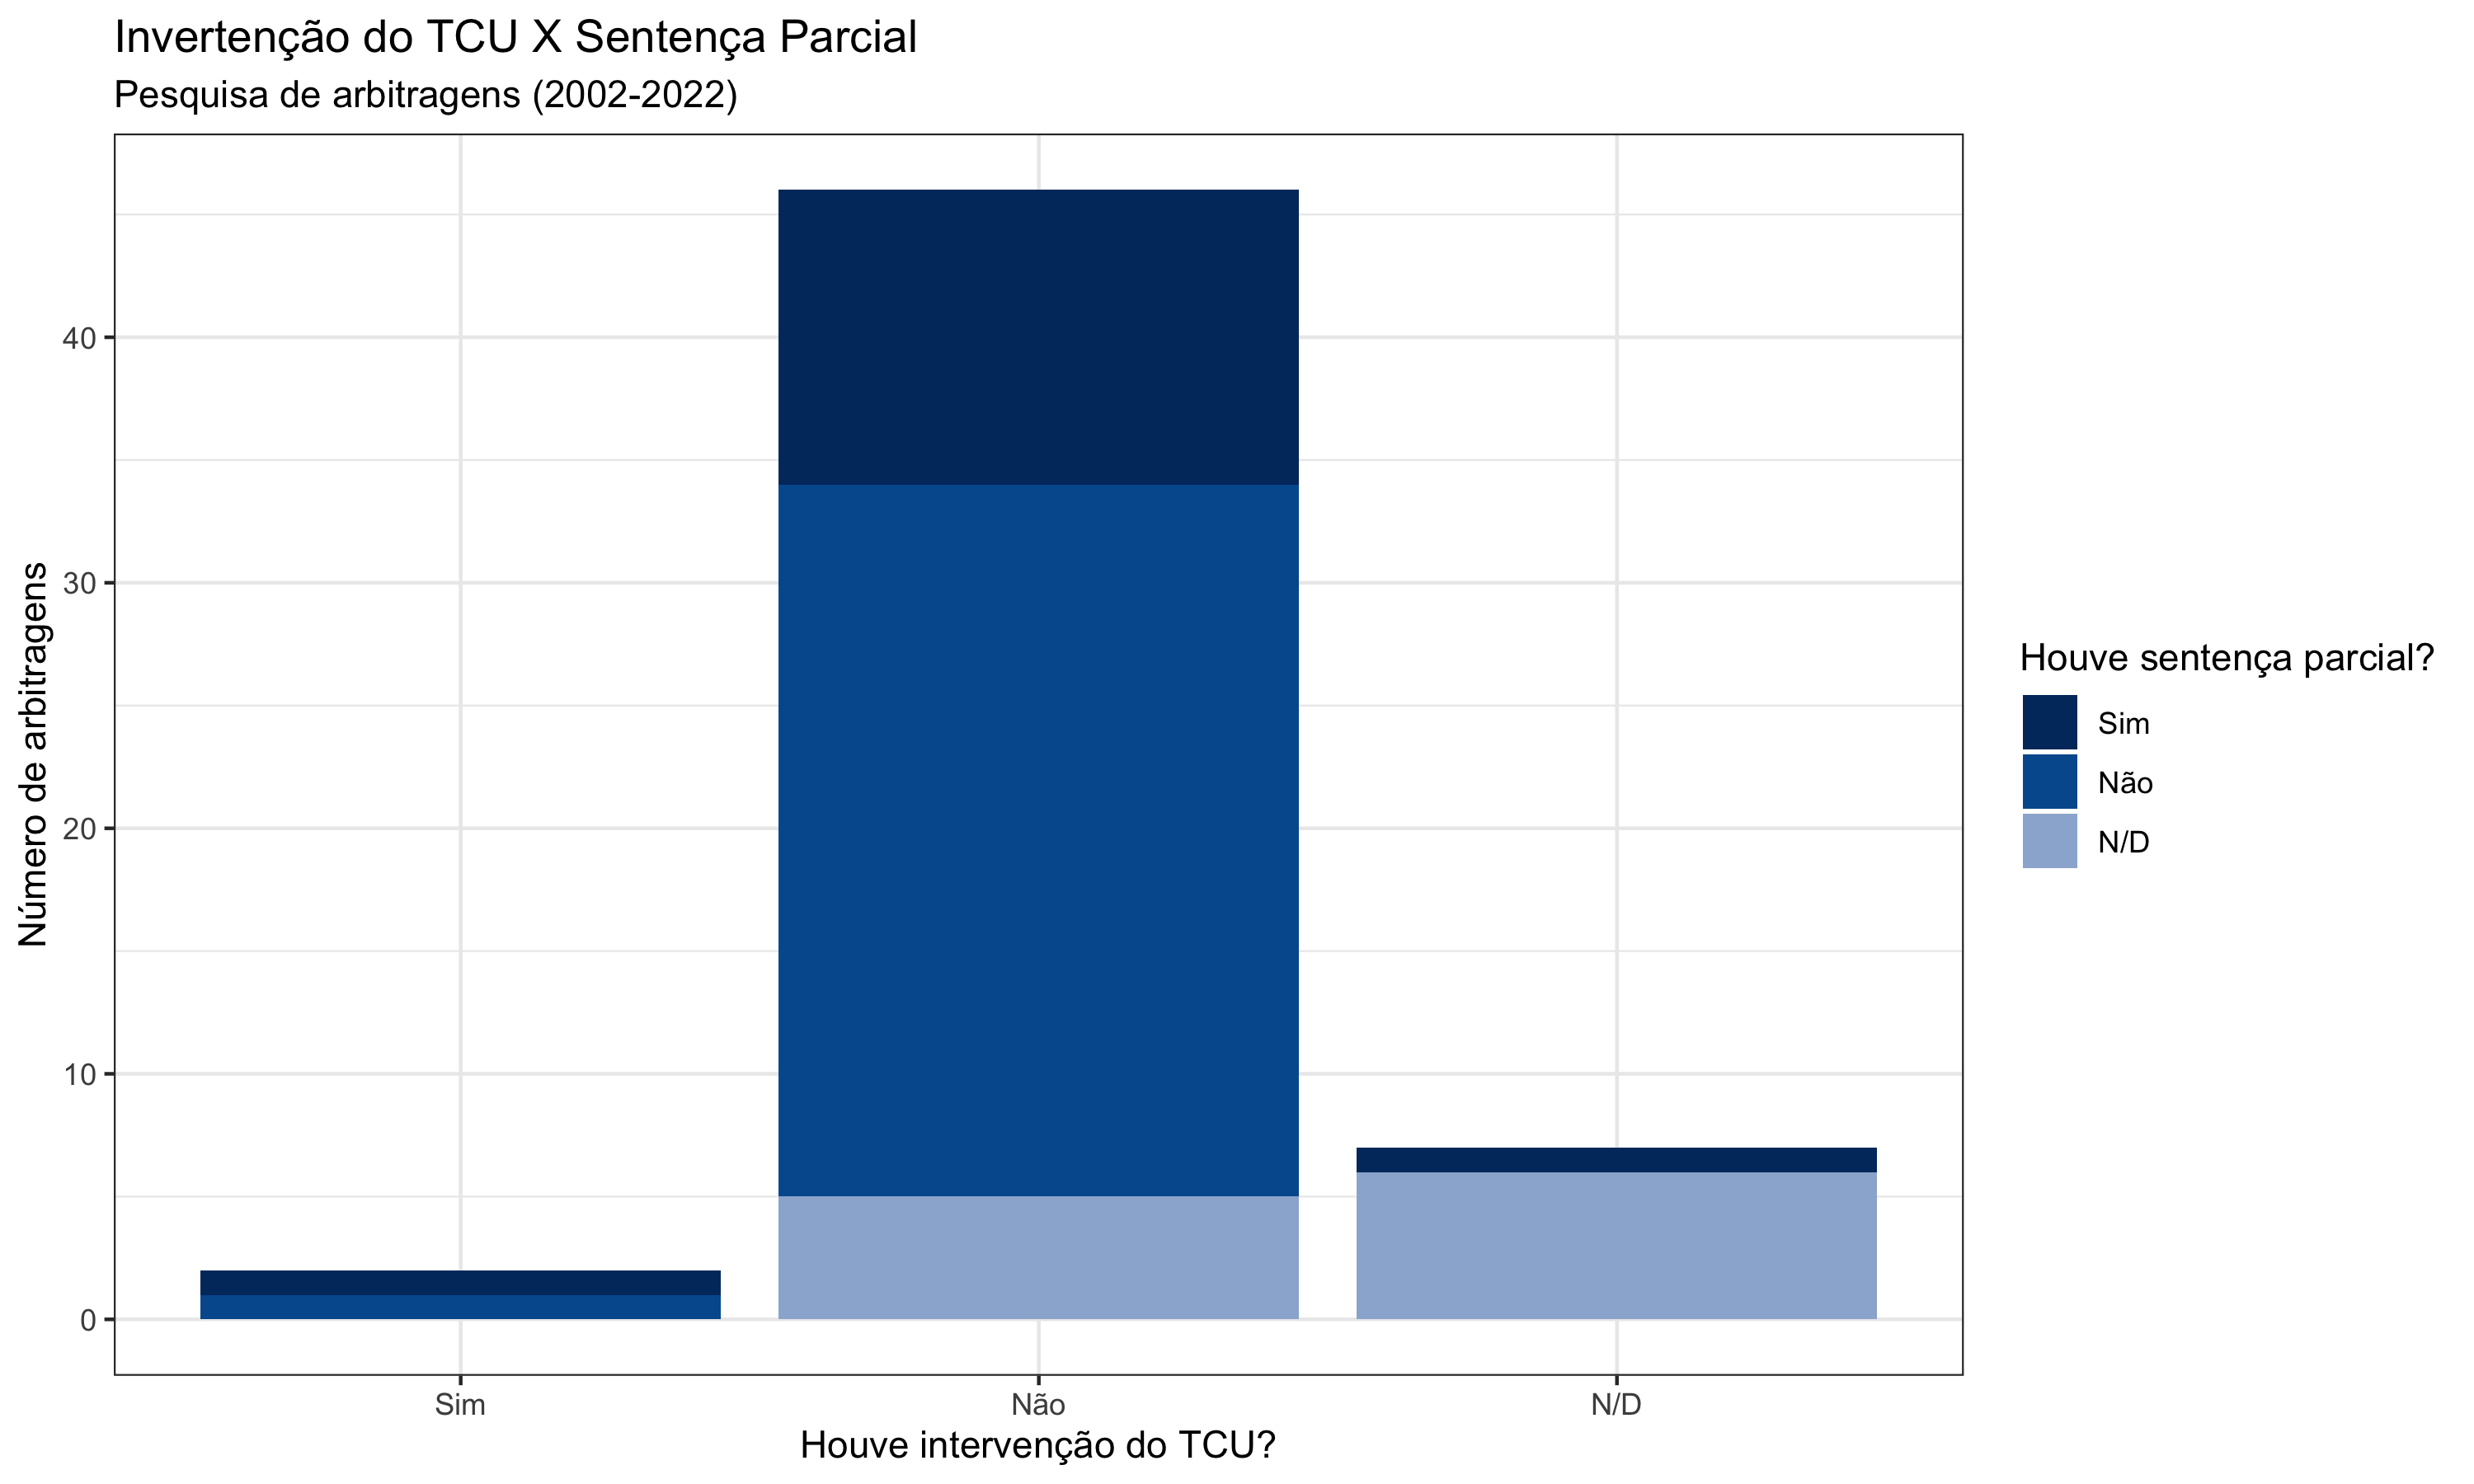 Invertenção do TCU X Sentença Parcial
Pesquisa de arbitragens (2002-2022)
Número de arbitragens
40
30
20
10
0
Sim
Não
N/D
Houve intervenção do TCU?
Houve sentença parcial?
Sim
Não
N/D